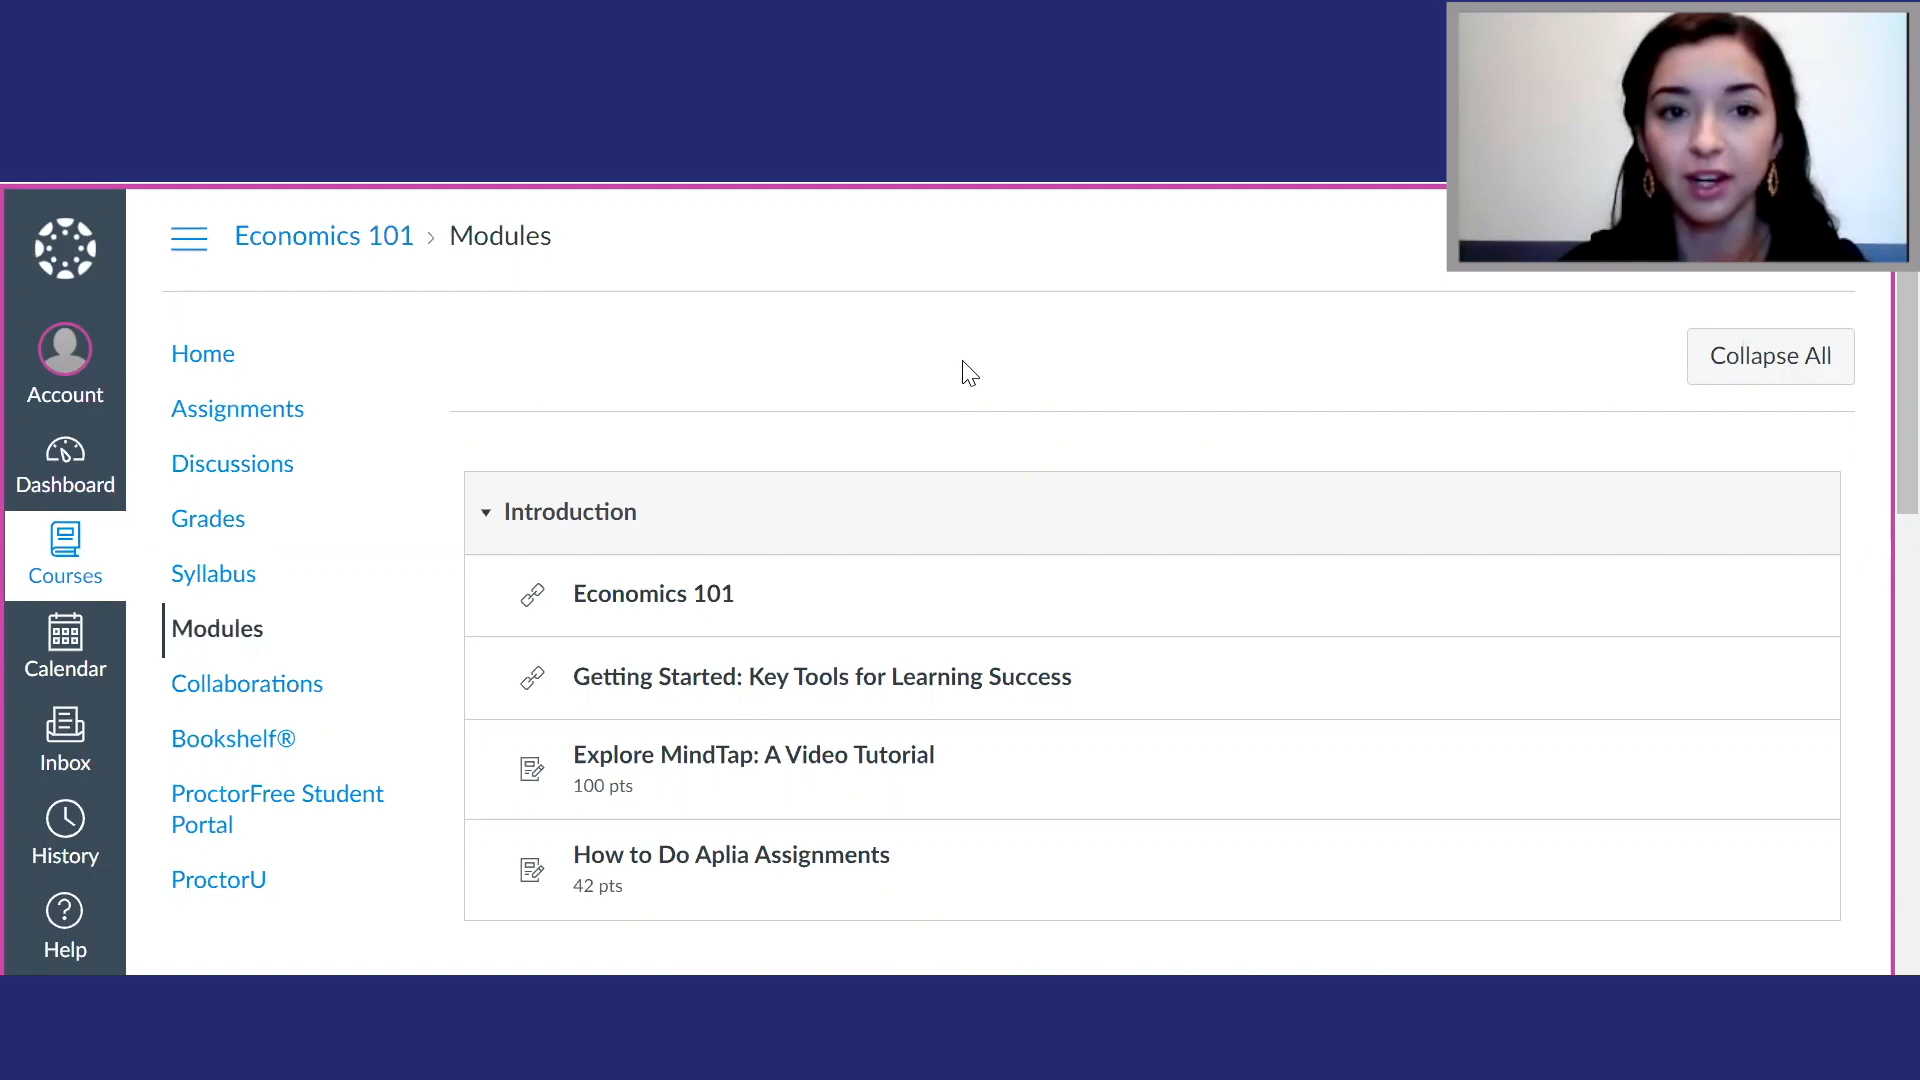 Economics 101 › Modules
Account
Dashboard
Courses
Calendar
Inbox
History
Help
Home
Assignments
Discussions
Grades
Syllabus
Modules
Collaborations
Bookshelf®
ProctorFree Student
Portal
ProctorU
Collapse All
Introduction
Economics 101
Getting Started: Key Tools for Learning Success
Explore MindTap: A Video Tutorial
100 pts
How to Do Aplia Assignments
42 pts